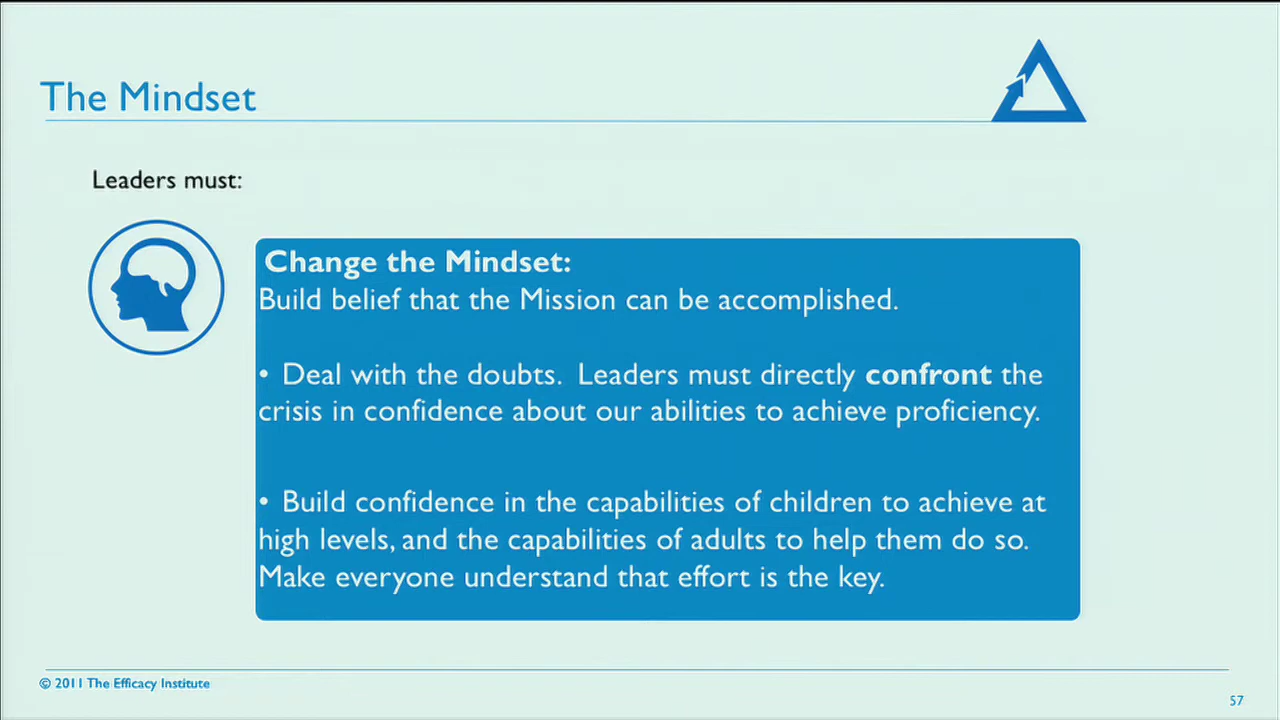 The Mindset
Leaders must:
Change the Mindset:
Build belief that the Mission can be accomplished.
• Deal with the doubts.  Leaders must directly confront the
crisis in confidence about our abilities to achieve proficiency.
• Build confidence in the capabilities of children to achieve at
high levels, and the capabilities of adults to help them do so.
Make everyone understand that effort is the key.
© 2011 The Efficacy Institute
57